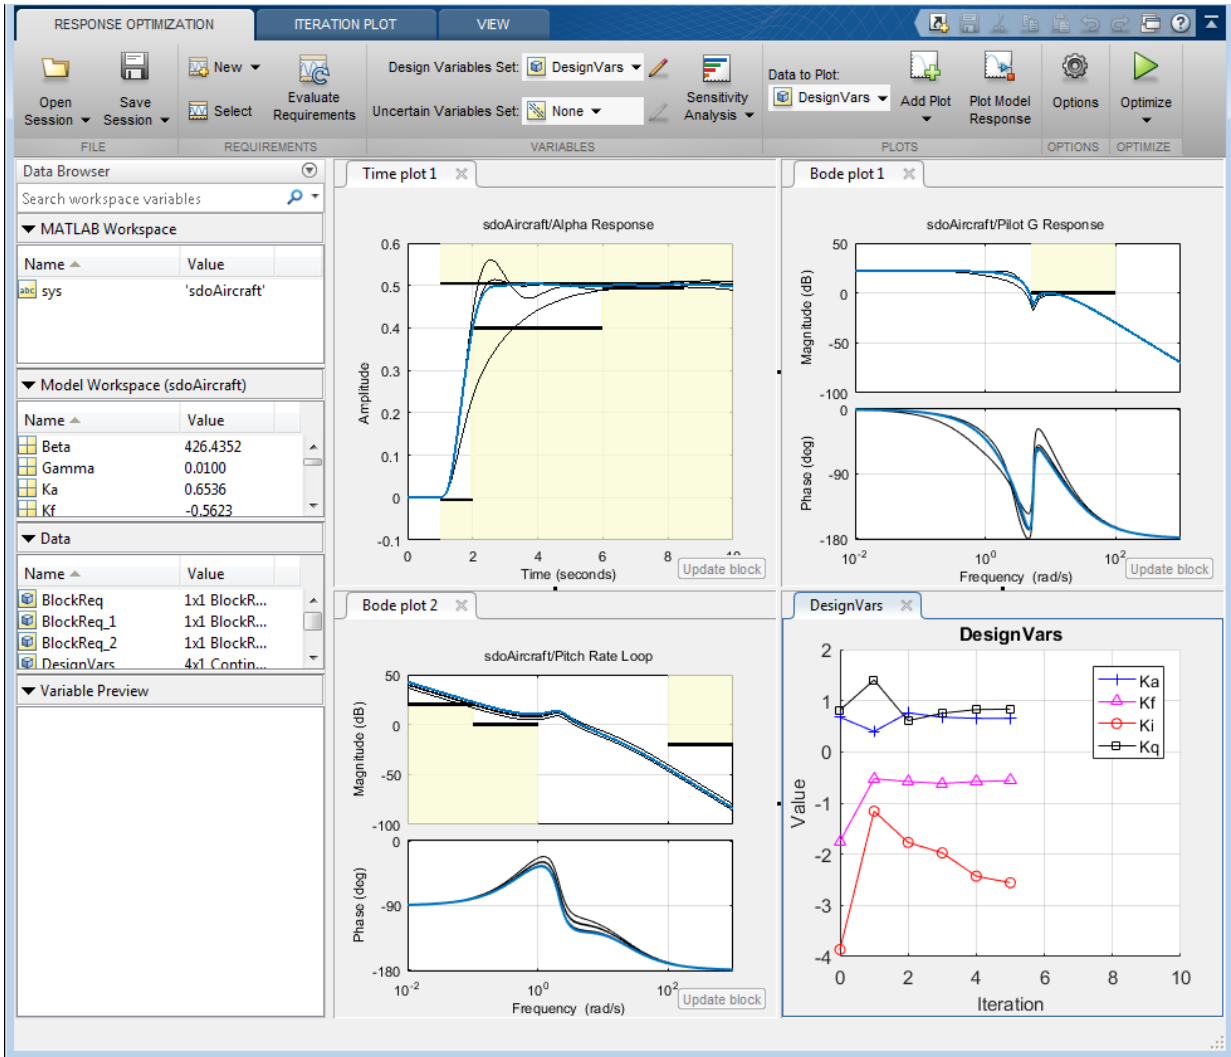 RESPONSE OPTIMIZATION ITERATION PLOT VIEW
Open Session
Save Session
New
Select
Evaluate Requirements
Design Variables Set: DesignVars
Uncertain Variables Set: None
Sensitivity Analysis
Data to Plot:
DesignVars
Add Plot
Plot Model Response
Options
Optimize
FILE REQUIREMENTS VARIABLES PLOTS OPTIONS OPTIMIZE
Data Browser
Search workspace variables
MATLAB Workspace
Name Value
abc sys 'sdoAircraft'
Model Workspace (sdoAircraft)
Name Value
Beta 426.4352
Gamma 0.0100
Ka 0.6536
Kf -0.5623
Data
Name Value
BlockReq 1x1 BlockR...
BlockReq_1 1x1 BlockR...
BlockReq_2 1x1 BlockR...
DesignVars 4x1 Contin...
Variable Preview
Time plot 1
sdoAircraft/Alpha Response
Amplitude
0.6
0.5
0.4
0.3
0.2
0.1
0
-0.1
0 2 4 6 8 10
Time (seconds)
Update block
Bode plot 1
sdoAircraft/Pilot G Response
Magnitude (dB)
50
0
-50
-100
Phase (deg)
0
-90
-180
10-2 100 102
Frequency (rad/s)
Update block
Bode plot 2
sdoAircraft/Pitch Rate Loop
Magnitude (dB)
50
0
-50
-100
Phase (deg)
0
-90
-180
10-2 100 102
Frequency (rad/s)
Update block
DesignVars
DesignVars
Value
2
1
0
-1
-2
-3
-4
0 2 4 6 8 10
Iteration
Ka
Kf
Ki
Kq